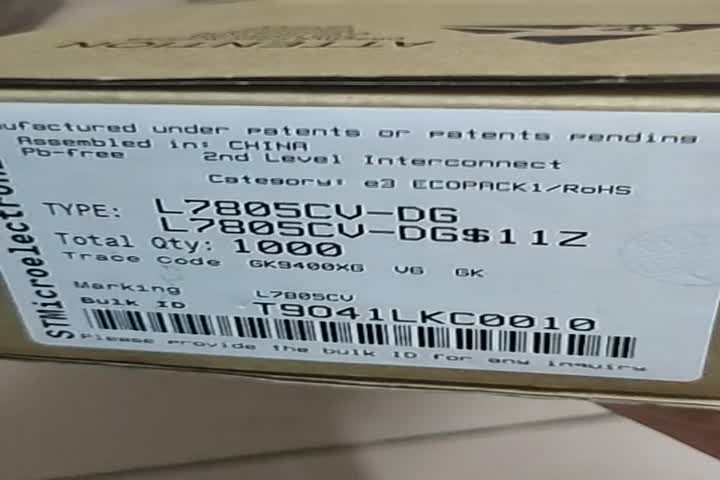 ATTENTION
ufactured under patents or patents pending
Assembled in: CHINA
Pb-free 2nd Level Interconnect
Category: e3 ECOPACK1/RoHS
TYPE: L7805CV-DG
L7805CV-DG$11Z
Total Qty: 1000
Trace Code GK9400XG VG GK
Marking L7805CV
Bulk ID T9041LKC0010
Please provide the bulk ID for any inquiry
STMicroelectron